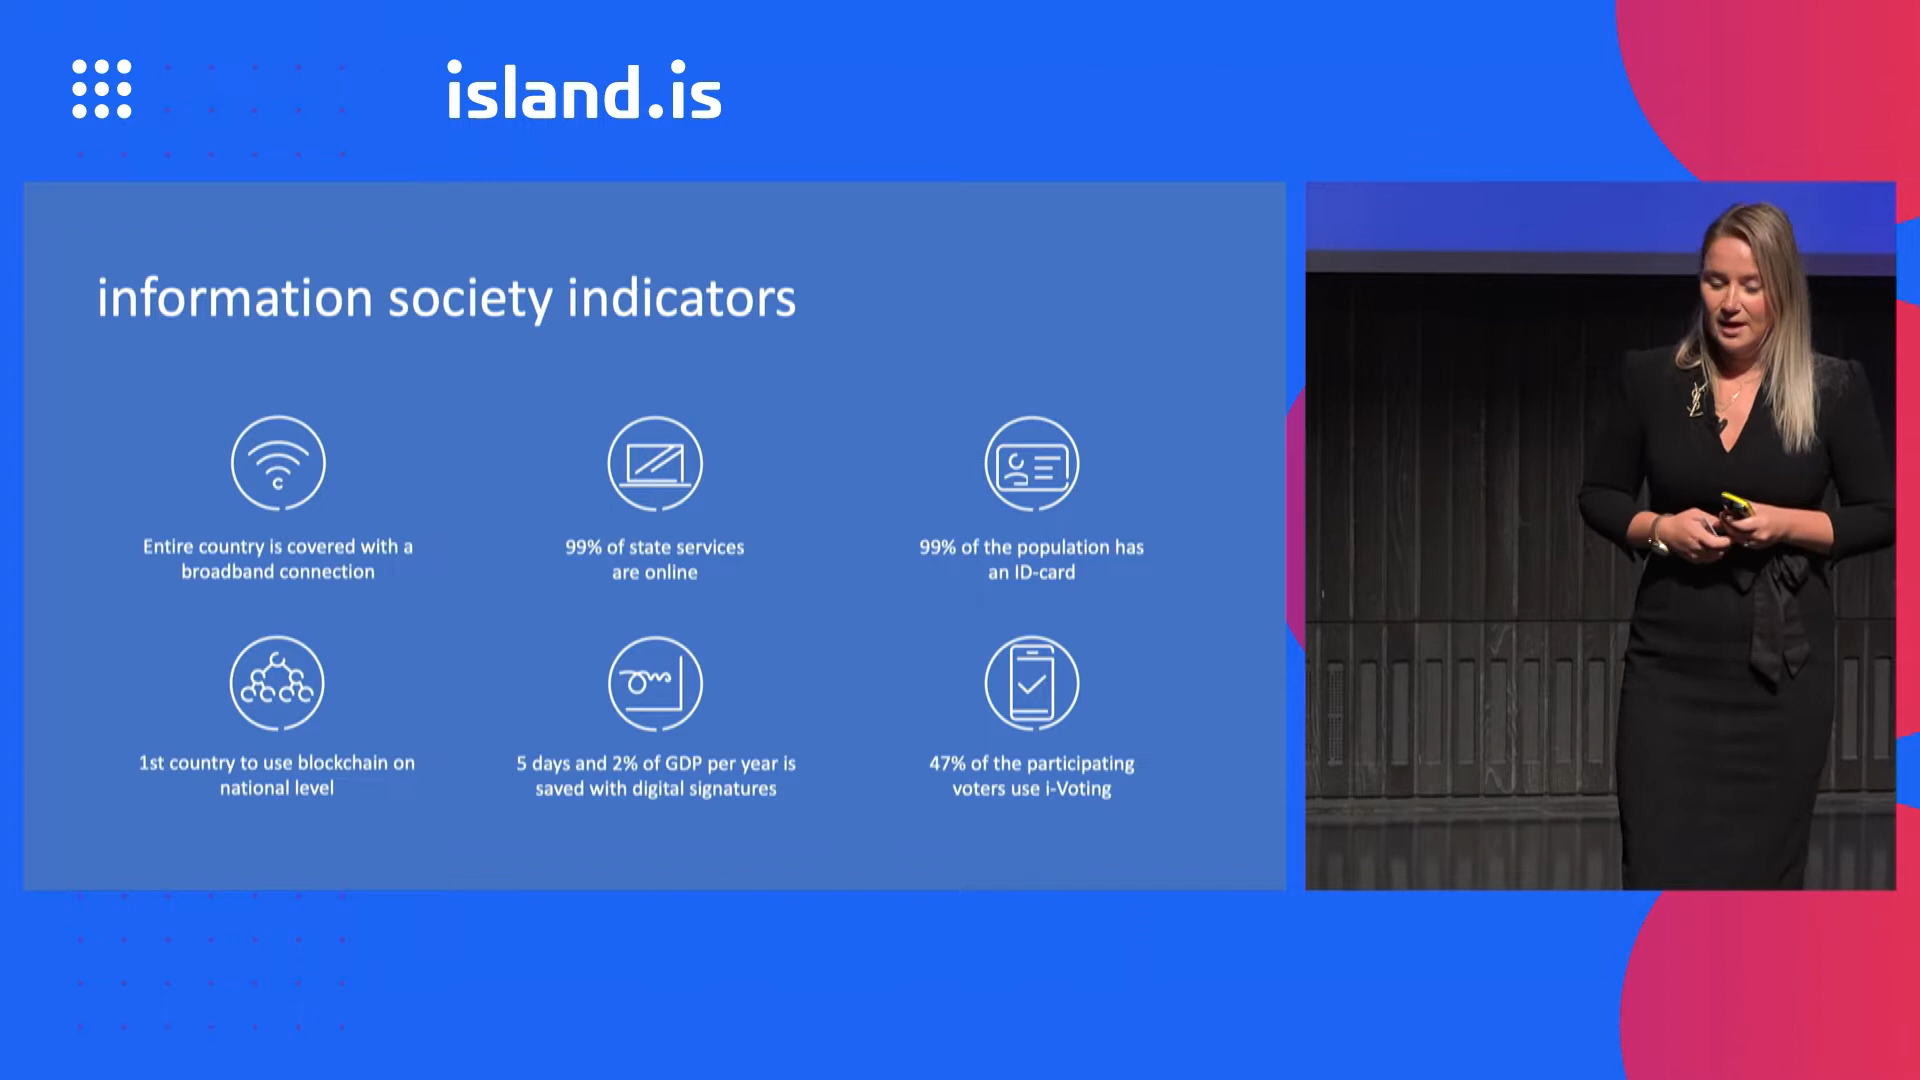 island.is
information society indicators
Entire country is covered with a
broadband connection
99% of state services
are online
99% of the population has
an ID-card
1st country to use blockchain on
national level
5 days and 2% of GDP per year is
saved with digital signatures
47% of the participating
voters use i-Voting